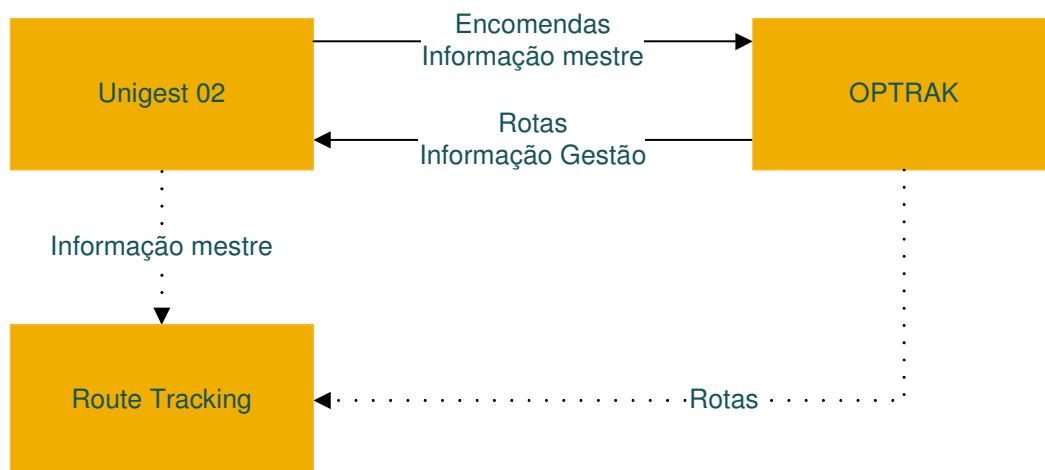 Encomendas
Informação mestre
Unigest 02
OPTRAK
Rotas
Informação Gestão
Informação mestre
Route Tracking
Rotas